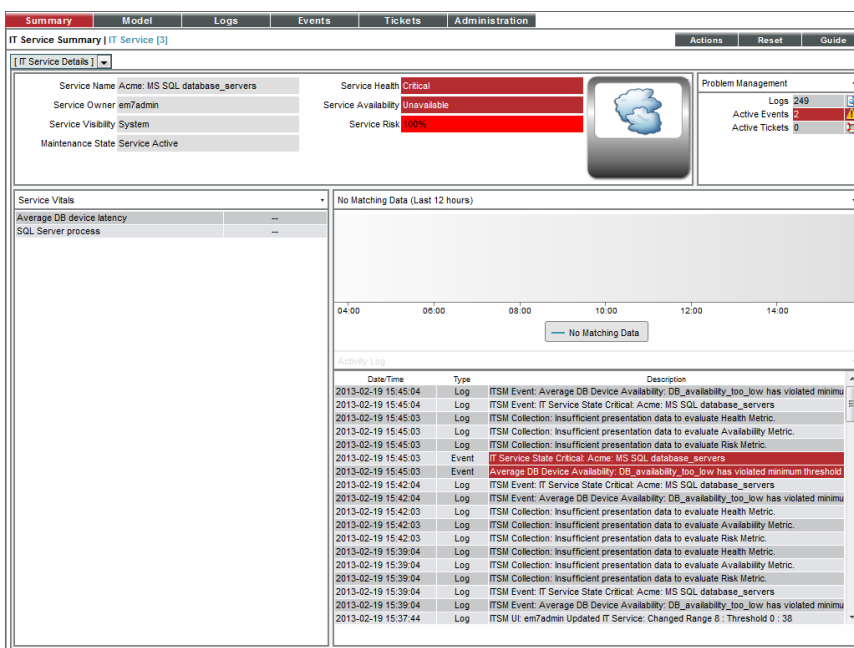 Summary Model Logs Events Tickets Administration
IT Service Summary | IT Service [3] Actions Reset Guide
[ IT Service Details ]
Service Name Acme: MS SQL database_servers
Service Owner em7admin
Service Visibility System
Maintenance State Service Active
Service Health Critical
Service Availability Unavailable
Service Risk 100%
Problem Management
Logs 249
Active Events 2
Active Tickets 0
Service Vitals
Average DB device latency --
SQL Server process --
No Matching Data (Last 12 hours)
04:00 06:00 08:00 10:00 12:00 14:00
No Matching Data
Activity Log
Date/Time Type Description
2013-02-19 15:45:04 Log ITSM Event: Average DB Device Availability: DB_availability_too_low has violated minimu
2013-02-19 15:45:04 Log ITSM Event: IT Service State Critical: Acme: MS SQL database_servers
2013-02-19 15:45:03 Log ITSM Collection: Insufficient presentation data to evaluate Health Metric.
2013-02-19 15:45:03 Log ITSM Collection: Insufficient presentation data to evaluate Availability Metric.
2013-02-19 15:45:03 Log ITSM Collection: Insufficient presentation data to evaluate Risk Metric.
2013-02-19 15:45:03 Event IT Service State Critical: Acme: MS SQL database_servers
2013-02-19 15:45:03 Event Average DB Device Availability: DB_availability_too_low has violated minimum threshold
2013-02-19 15:42:04 Log ITSM Event: IT Service State Critical: Acme: MS SQL database_servers
2013-02-19 15:42:04 Log ITSM Event: Average DB Device Availability: DB_availability_too_low has violated minimu
2013-02-19 15:42:03 Log ITSM Collection: Insufficient presentation data to evaluate Health Metric.
2013-02-19 15:42:03 Log ITSM Collection: Insufficient presentation data to evaluate Availability Metric.
2013-02-19 15:42:03 Log ITSM Collection: Insufficient presentation data to evaluate Risk Metric.
2013-02-19 15:39:04 Log ITSM Collection: Insufficient presentation data to evaluate Health Metric.
2013-02-19 15:39:04 Log ITSM Collection: Insufficient presentation data to evaluate Availability Metric.
2013-02-19 15:39:04 Log ITSM Collection: Insufficient presentation data to evaluate Risk Metric.
2013-02-19 15:39:04 Log ITSM Event: IT Service State Critical: Acme: MS SQL database_servers
2013-02-19 15:39:04 Log ITSM Event: Average DB Device Availability: DB_availability_too_low has violated minimu
2013-02-19 15:37:44 Log ITSM UI: em7admin Updated IT Service: Changed Range 8 : Threshold 0 : 38